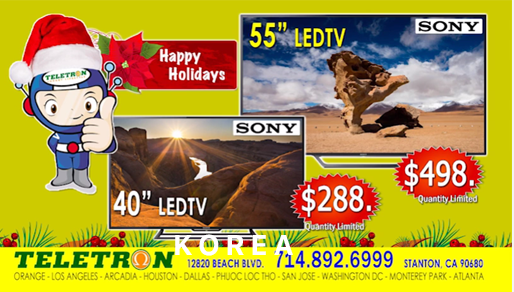 TELETRON
Happy
Holidays
55” LEDTV
SONY
SONY
40” LEDTV
$288.
Quantity Limited
$498.
Quantity Limited
KOREA
TELETRON 12820 BEACH BLVD. 714.892.6999 STANTON, CA 90680
ORANGE - LOS ANGELES - ARCADIA - HOUSTON - DALLAS - PHUOC LOC THO - SAN JOSE - WASHINGTON DC - MONTEREY PARK - ATLANTA